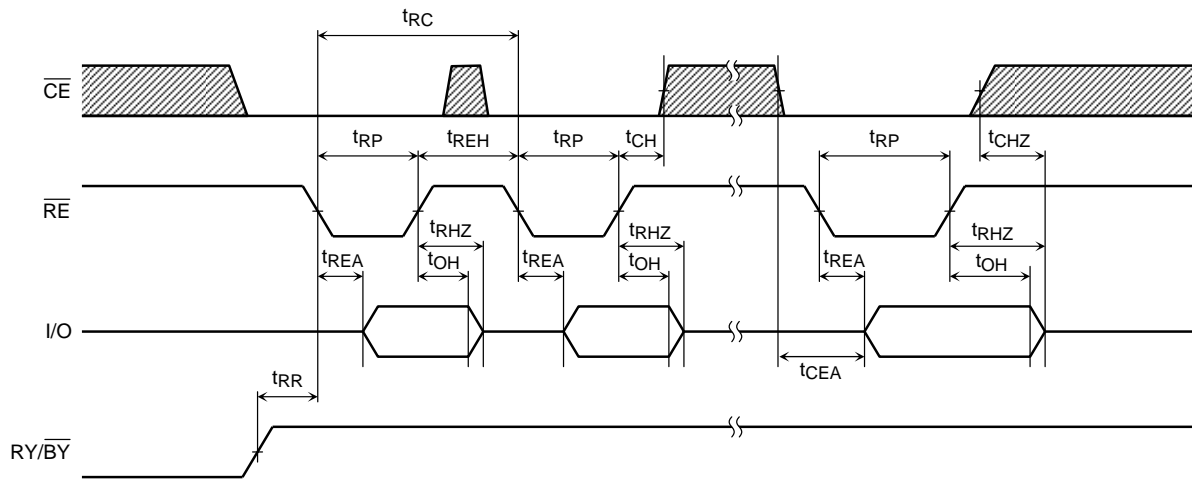 tRC
CE
tRP tREH tRP tCH tRP tCHZ
RE
tRHZ tRHZ tRHZ
tREA tOH tREA tOH tREA tOH
I/O
tCEA
tRR
RY/BY